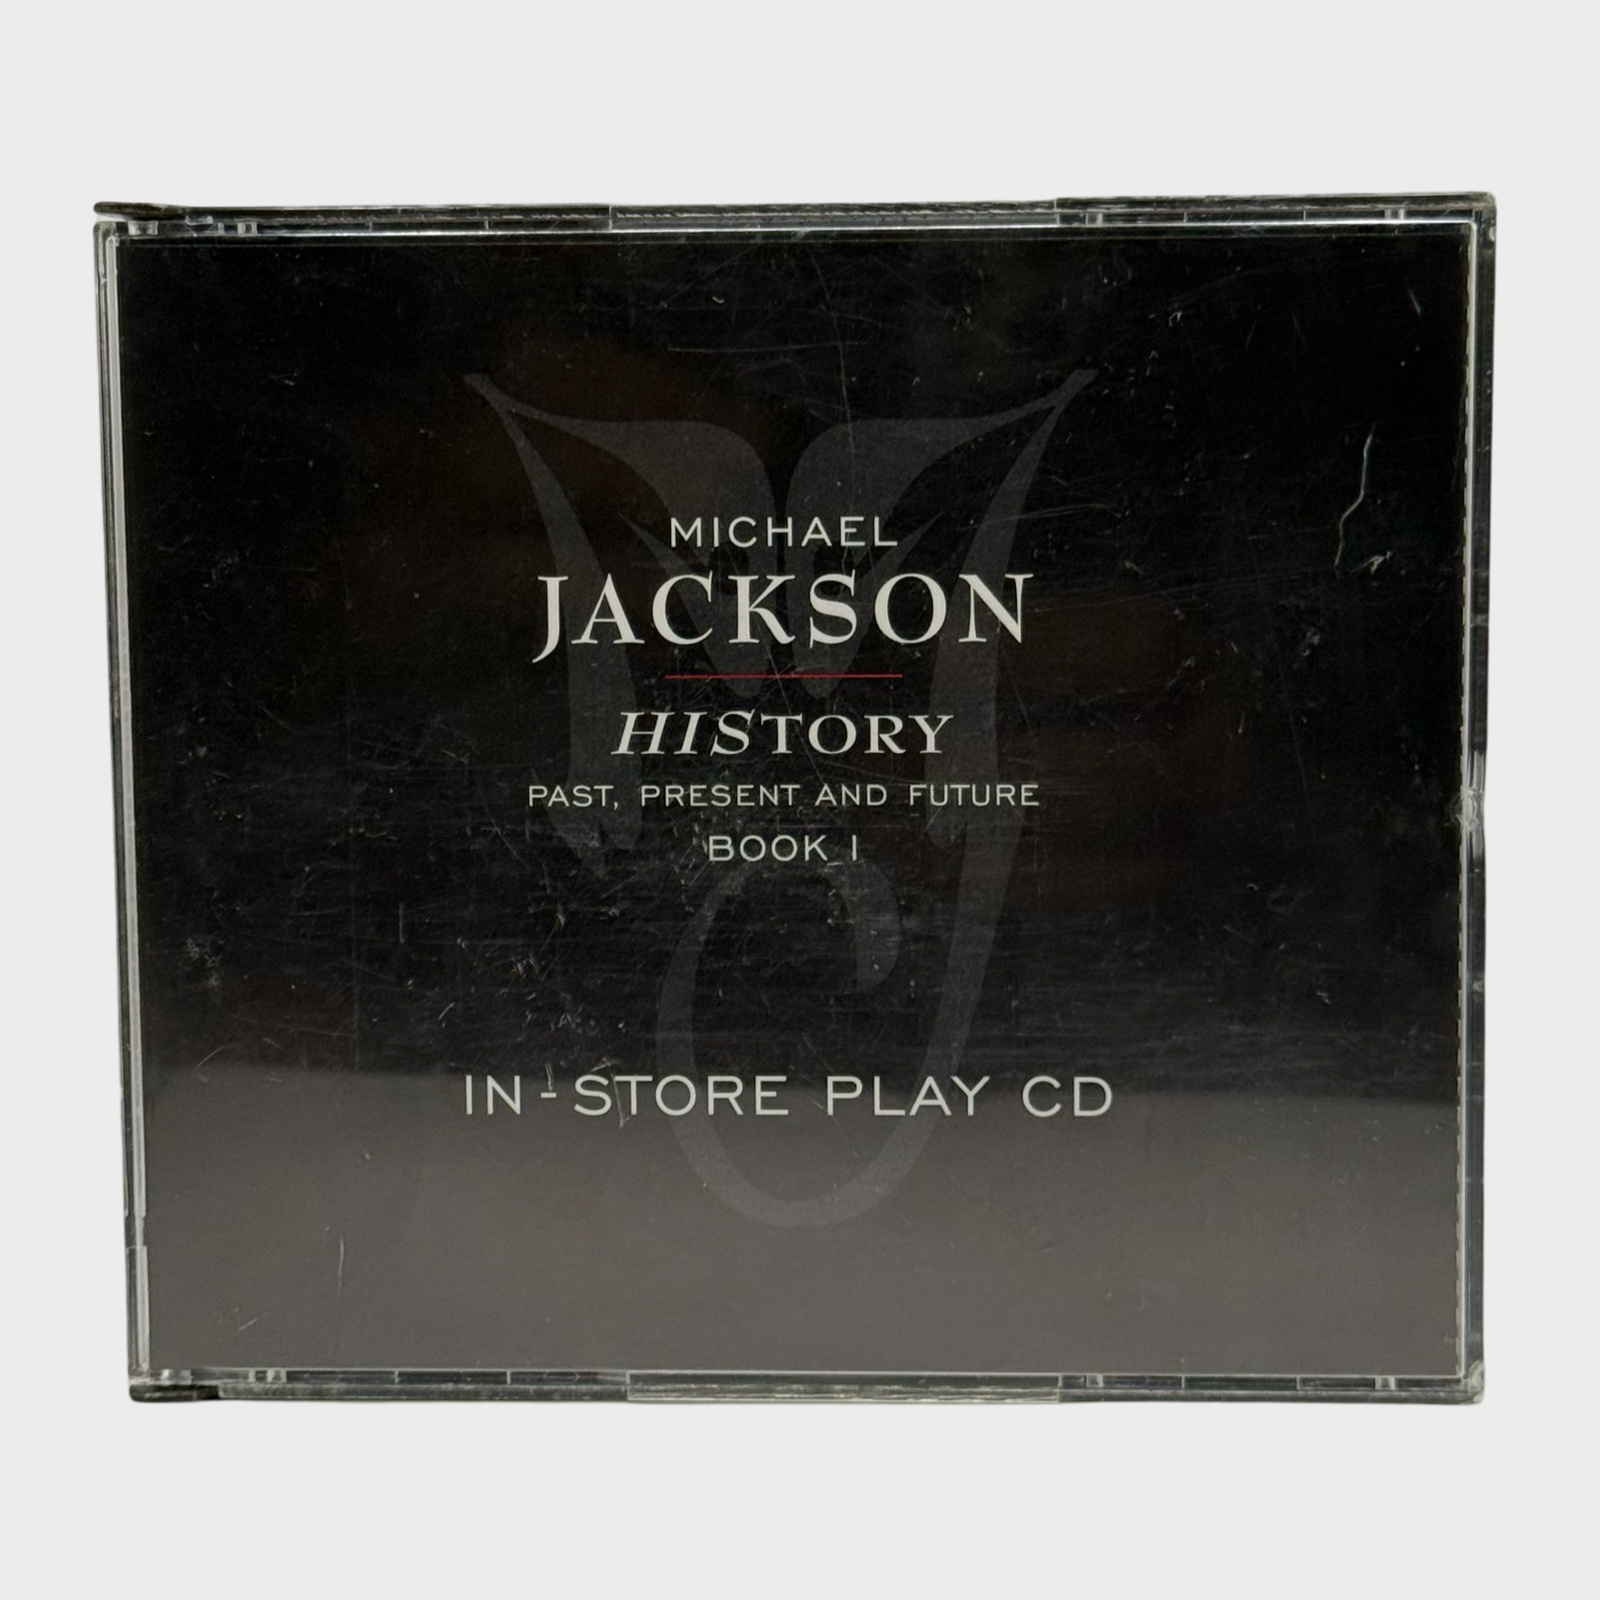 MICHAEL
JACKSON
HISTORY
PAST, PRESENT AND FUTURE
BOOK I
IN-STORE PLAY CD